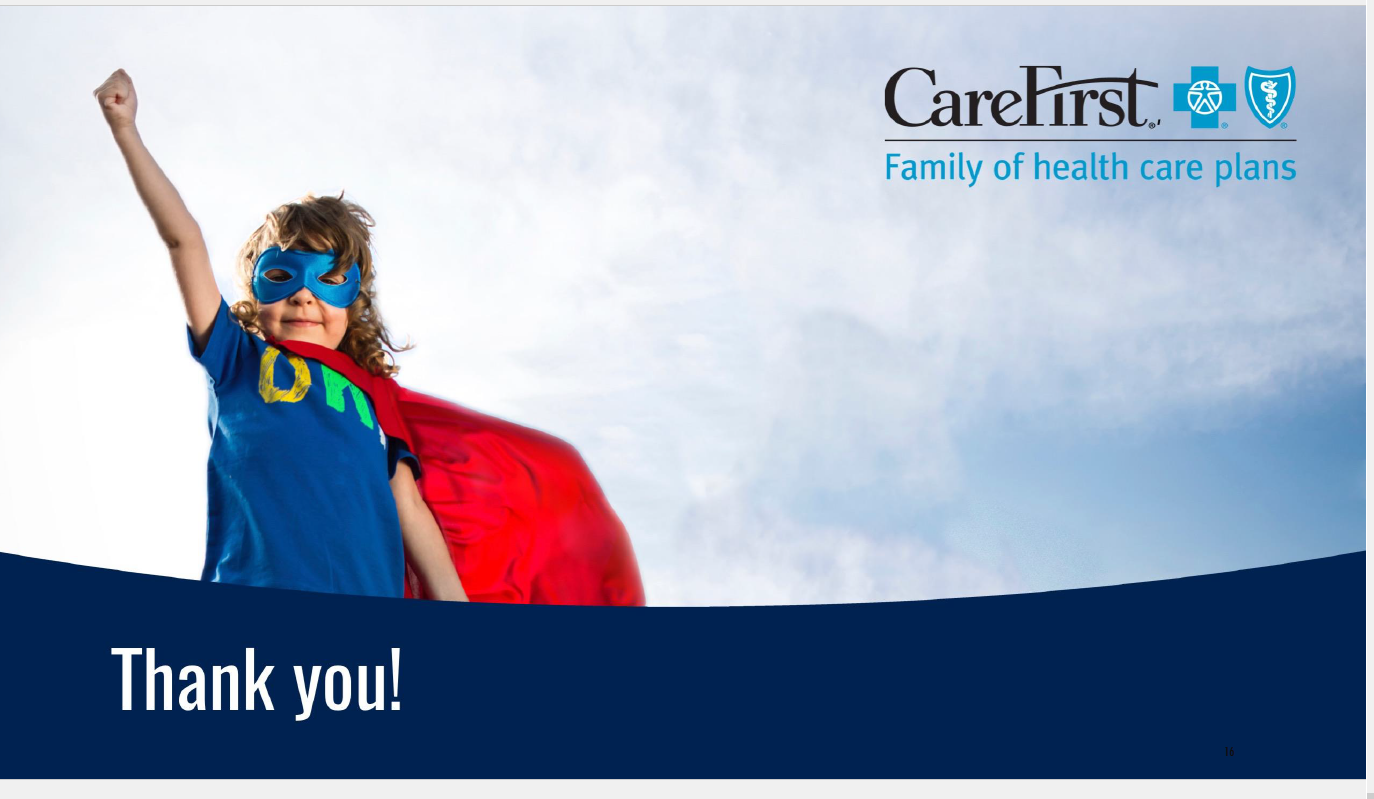 CareFirst.®′
Family of health care plans
Thank you!